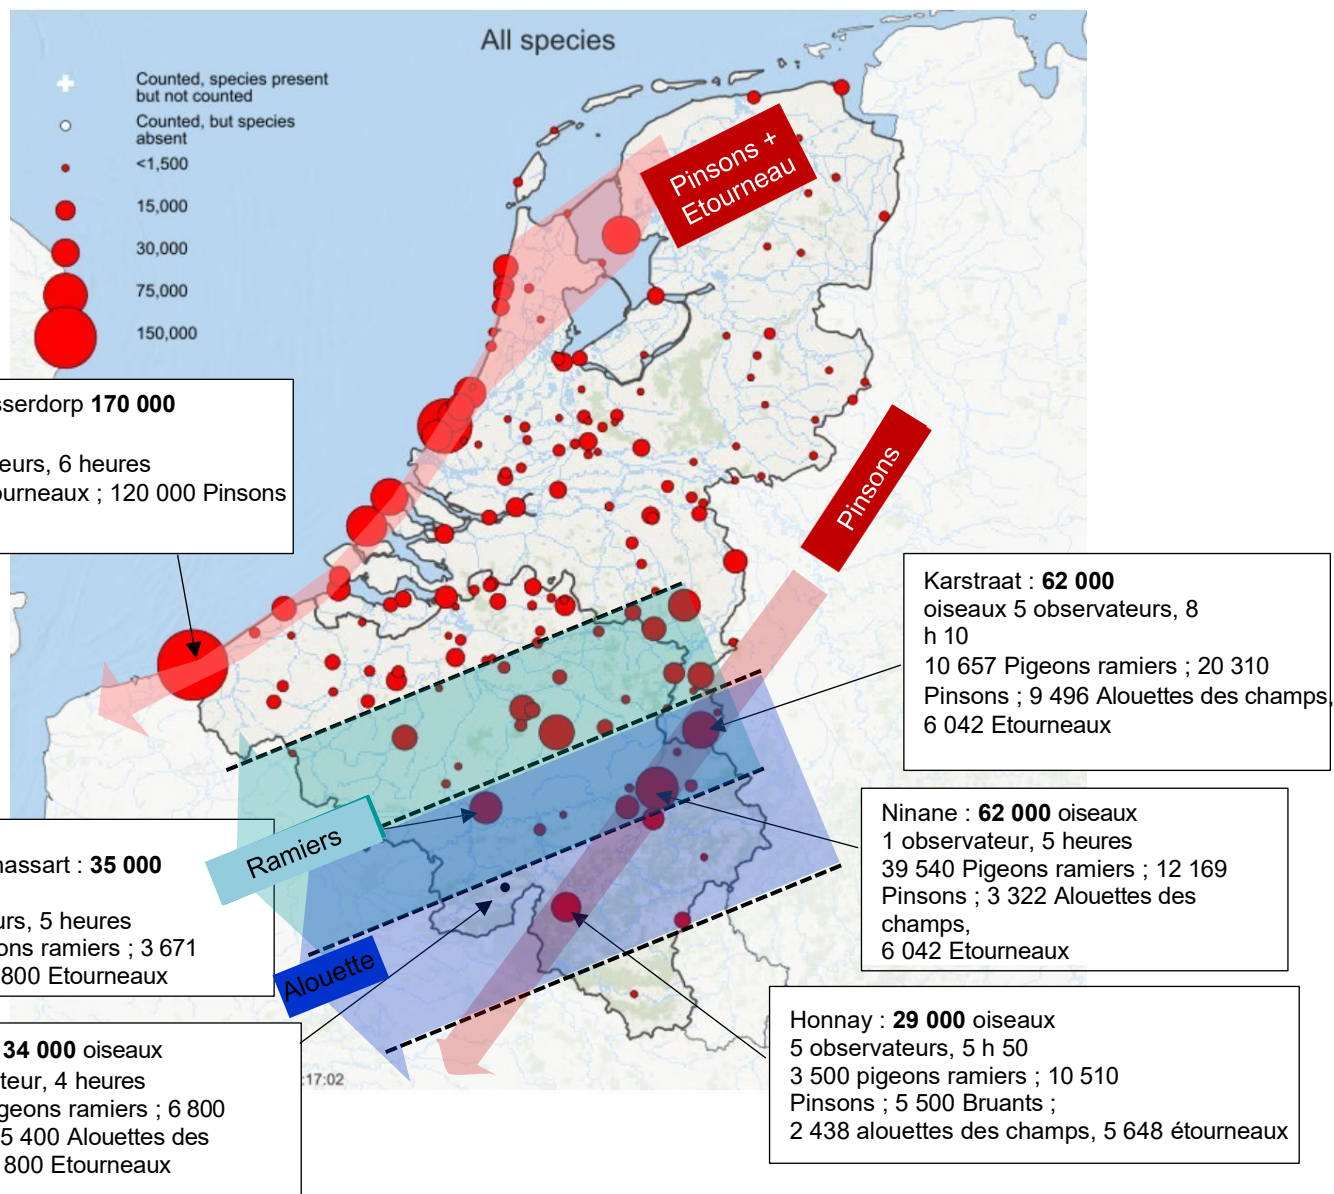 All species
Counted, species present
but not counted
Counted, but species
absent
<1,500
15,000
30,000
75,000
150,000
Pinsons +
Etourneau
Pinsons
sserdorp 170 000
eurs, 6 heures
ourneaux ; 120 000 Pinsons
Karstraat : 62 000
oiseaux 5 observateurs, 8
h 10
10 657 Pigeons ramiers ; 20 310
Pinsons ; 9 496 Alouettes des champs,
6 042 Etourneaux
Ramiers
Ninane : 62 000 oiseaux
1 observateur, 5 heures
39 540 Pigeons ramiers ; 12 169
Pinsons ; 3 322 Alouettes des
champs,
6 042 Etourneaux
nassart : 35 000
urs, 5 heures
ons ramiers ; 3 671
800 Etourneaux
Alouette
34 000 oiseaux
teur, 4 heures
geons ramiers ; 6 800
5 400 Alouettes des
800 Etourneaux
:17:02
Honnay : 29 000 oiseaux
5 observateurs, 5 h 50
3 500 pigeons ramiers ; 10 510
Pinsons ; 5 500 Bruants ;
2 438 alouettes des champs, 5 648 étourneaux